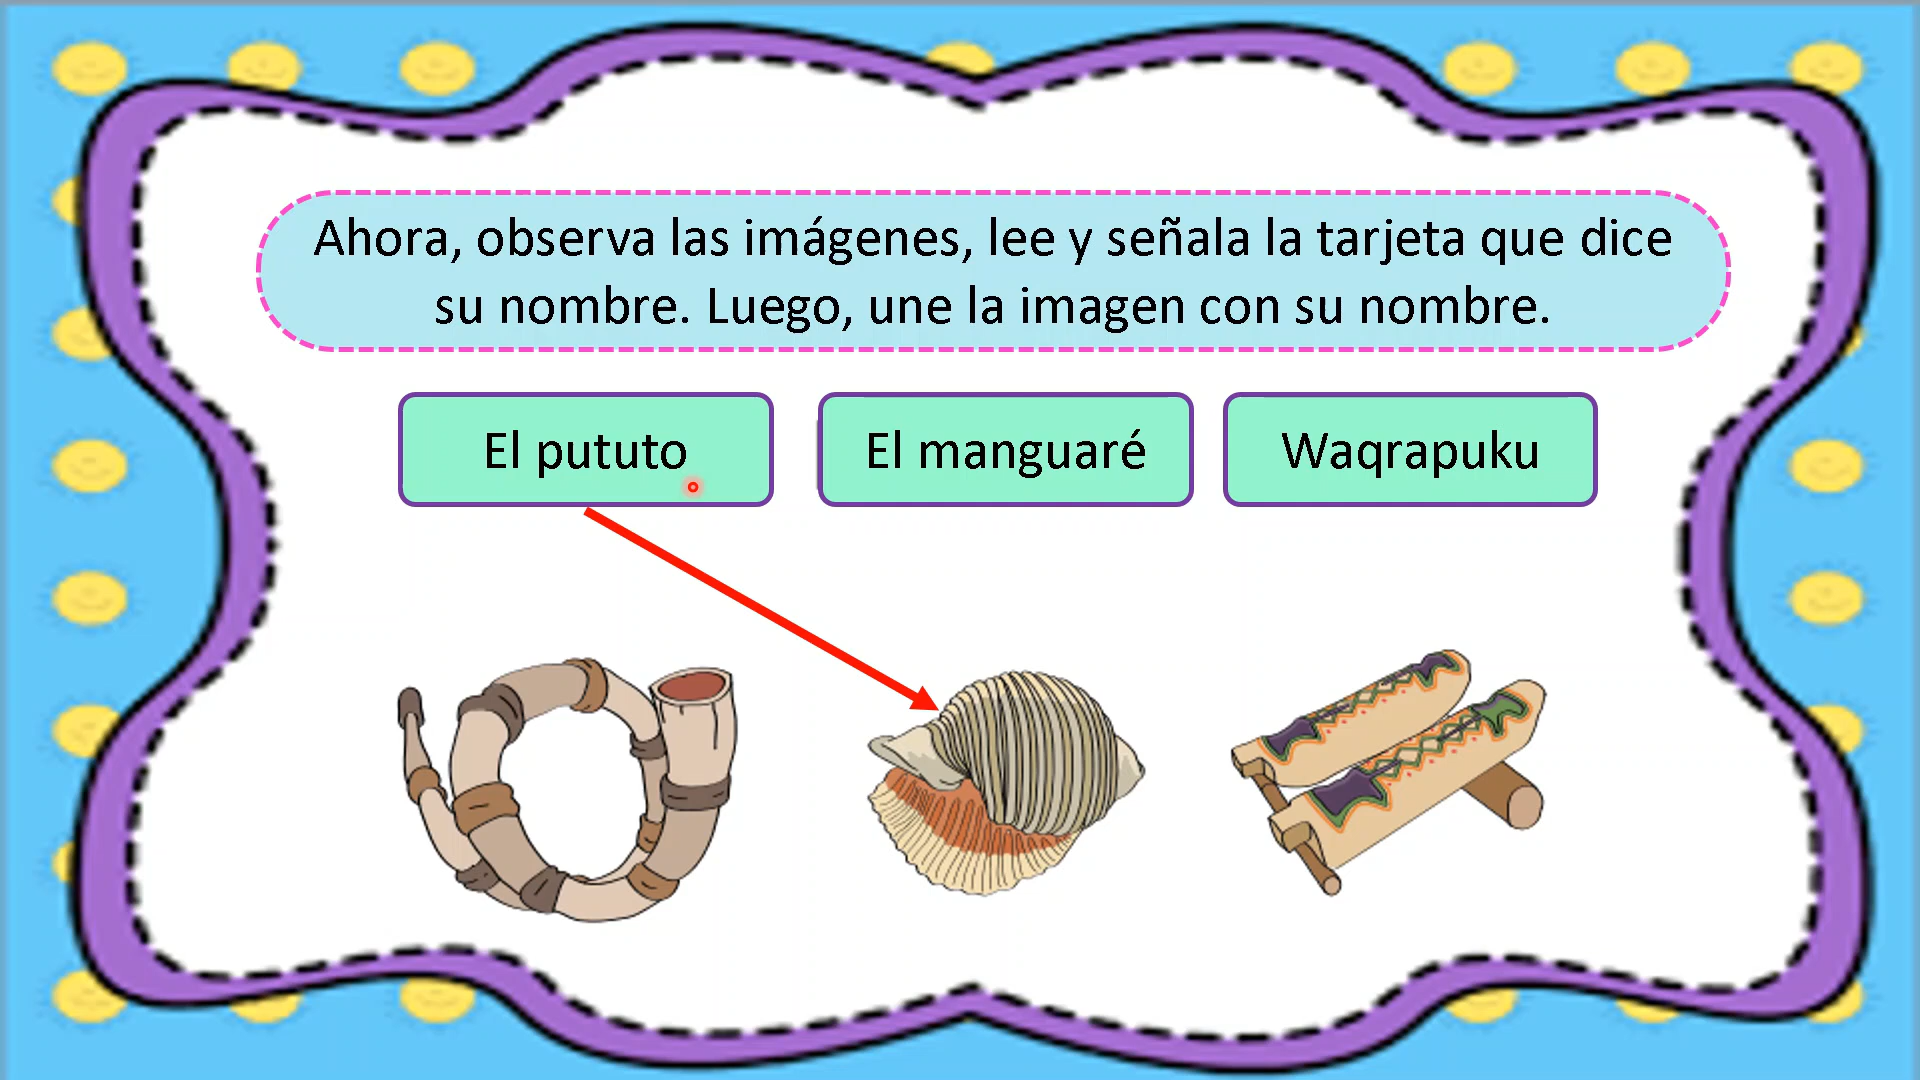 Ahora, observa las imágenes, lee y señala la tarjeta que dice
su nombre. Luego, une la imagen con su nombre.
El pututo
El manguaré
Waqrapuku